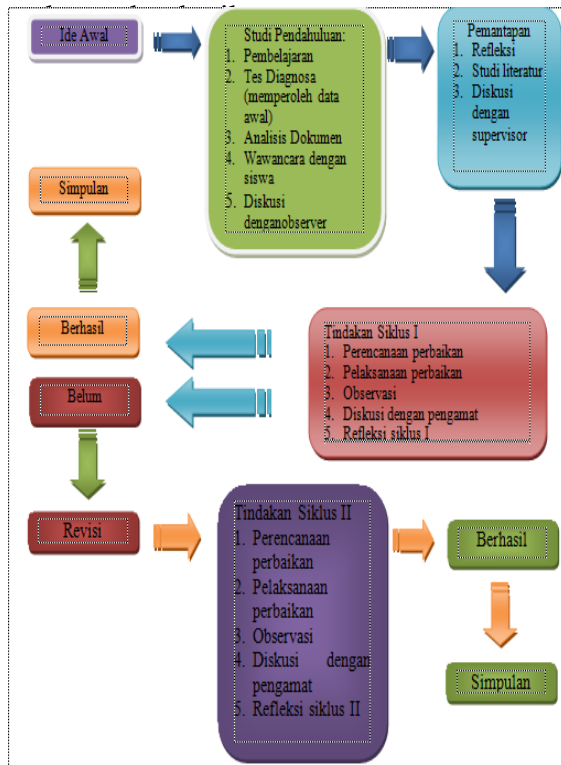 Ide Awal
Studi Pendahuluan:
1. Pembelajaran
2. Tes Diagnosa
(memperoleh data
awal)
3. Analisis Dokumen
4. Wawancara dengan
siswa
5. Diskusi
denganobserver
Pemantapan
1. Refleksi
2. Studi literatur
3. Diskusi
dengan
supervisor
Simpulan
Berhasil
Belum
Tindakan Siklus I
1. Perencanaan perbaikan
2. Pelaksanaan perbaikan
3. Observasi
4. Diskusi dengan pengamat
5. Refleksi siklus I
Revisi
Tindakan Siklus II
1. Perencanaan
perbaikan
2. Pelaksanaan
perbaikan
3. Observasi
4. Diskusi dengan
pengamat
5. Refleksi siklus II
Berhasil
Simpulan